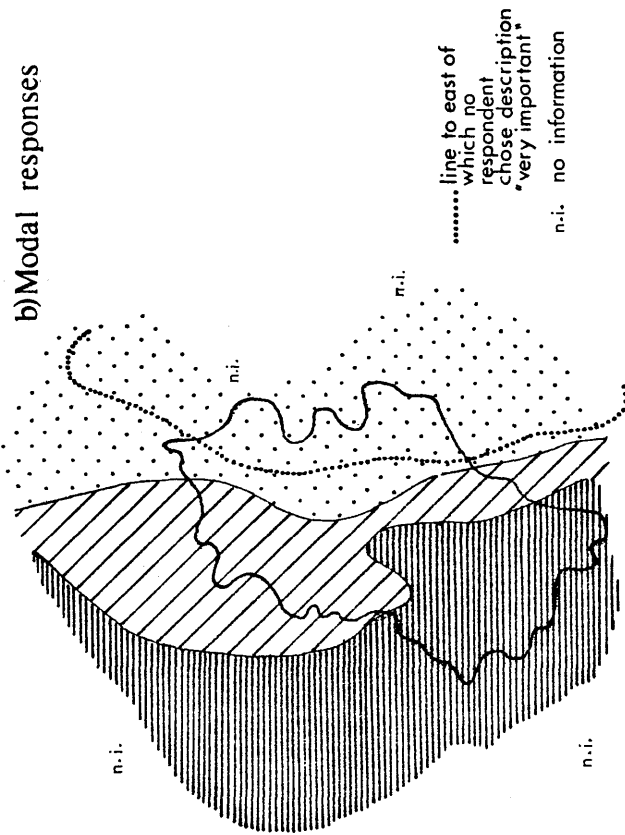 b)Modal responses
n.i.
n.i.
n.i.
n.i.
........ line to east of
which no
respondent
chose description
"very important"
n.i. no information